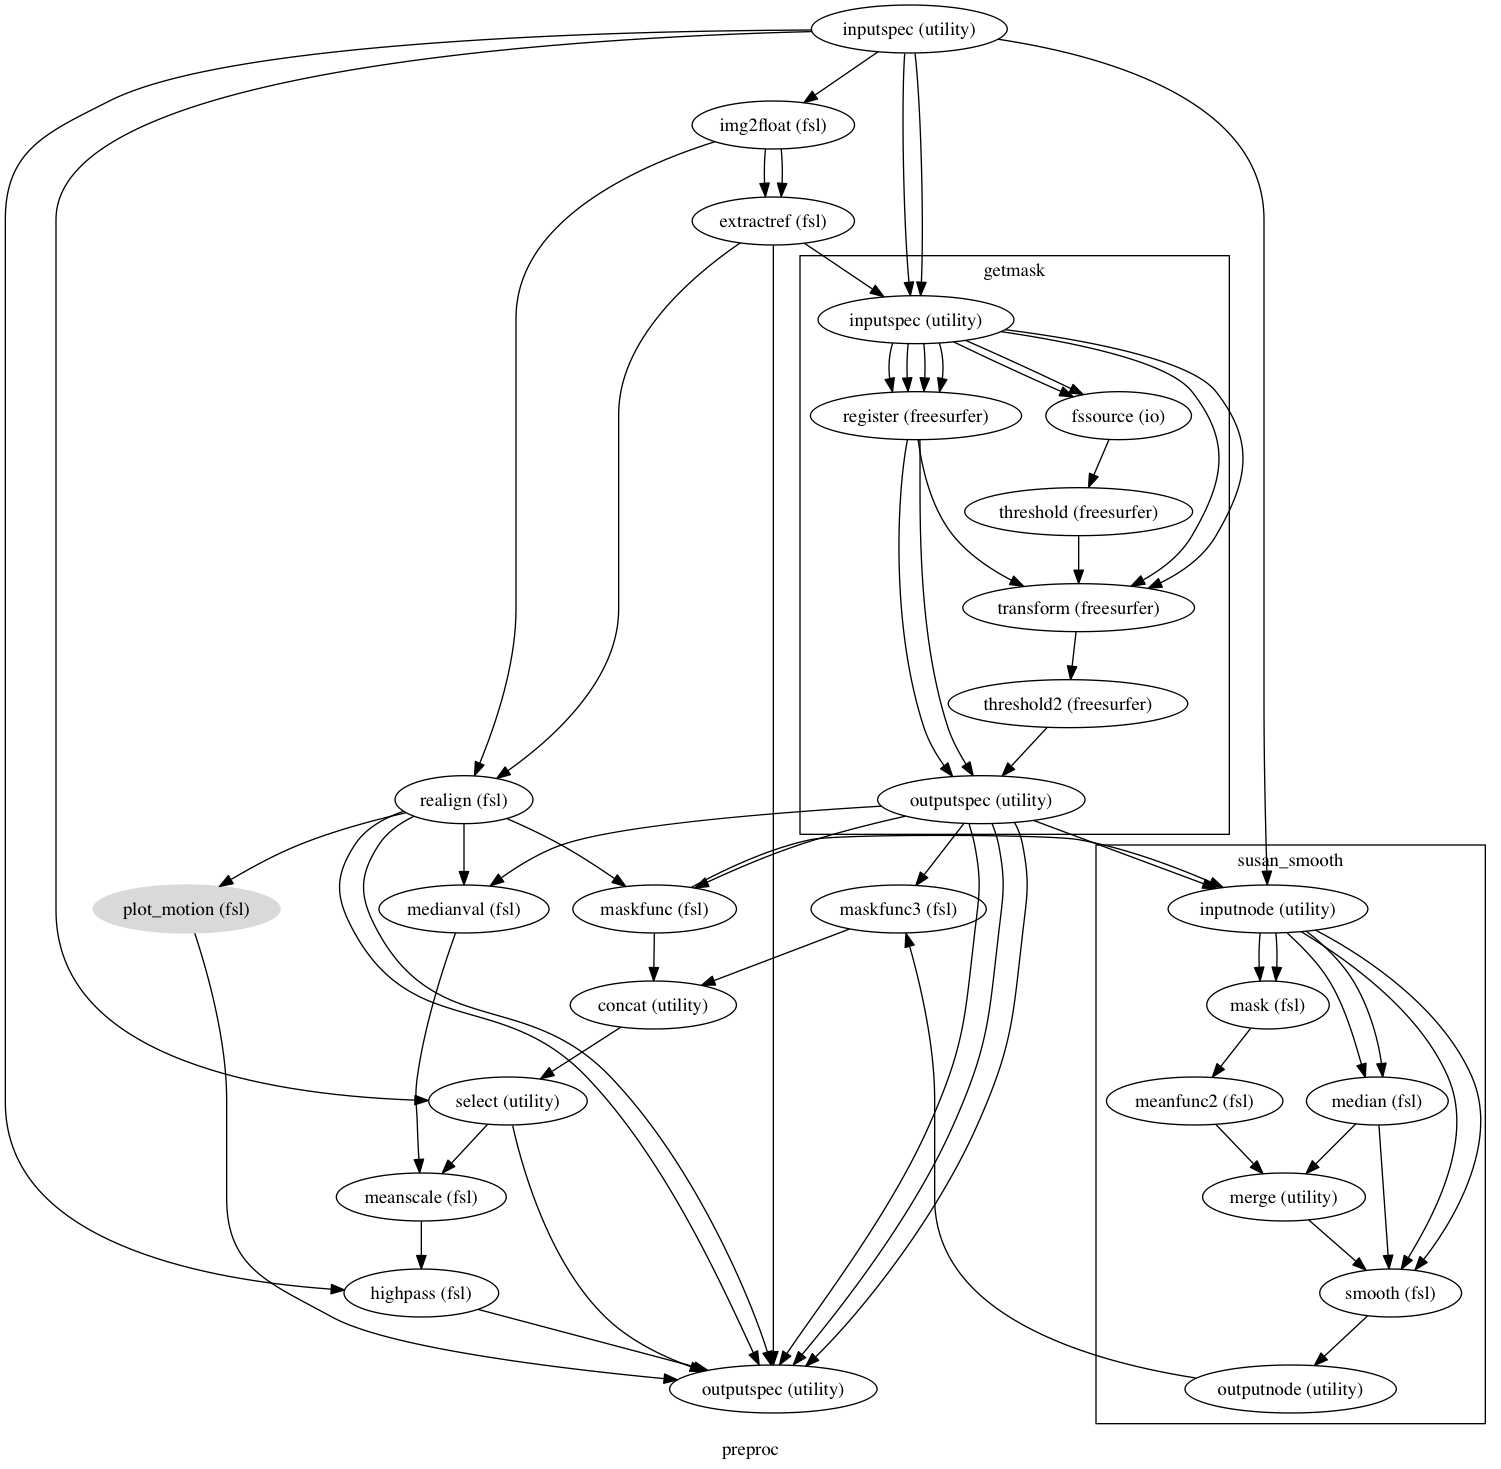 inputspec (utility)
img2float (fsl)
extractref (fsl)
getmask
inputspec (utility)
register (freesurfer)
fssource (io)
threshold (freesurfer)
transform (freesurfer)
threshold2 (freesurfer)
realign (fsl)
outputspec (utility)
susan_smooth
plot_motion (fsl)
medianval (fsl)
maskfunc (fsl)
maskfunc3 (fsl)
inputnode (utility)
concat (utility)
mask (fsl)
select (utility)
meanfunc2 (fsl)
median (fsl)
meanscale (fsl)
merge (utility)
highpass (fsl)
smooth (fsl)
outputspec (utility)
outputnode (utility)
preproc